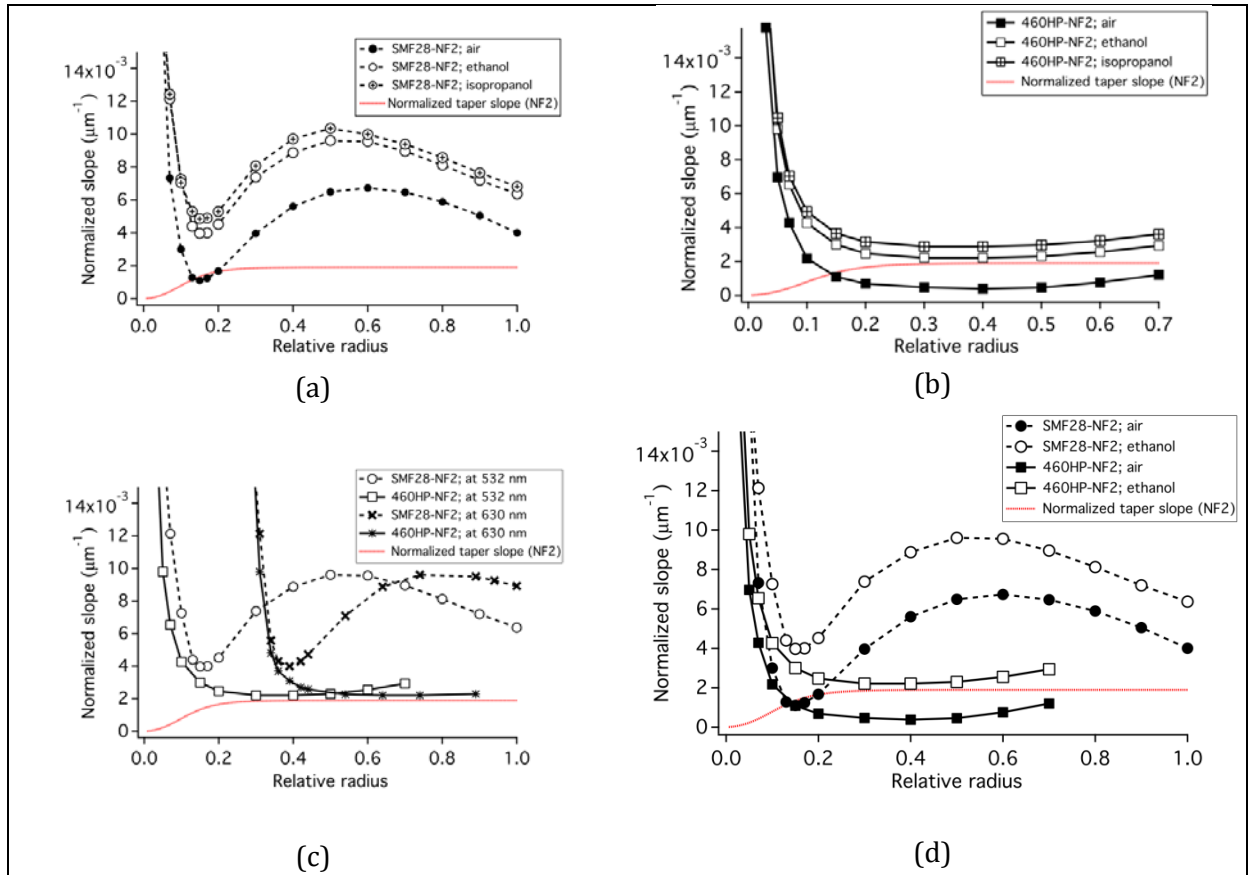 SMF28-NF2; air
SMF28-NF2; ethanol
SMF28-NF2; isopropanol
Normalized taper slope (NF2)
14x10⁻³
12
10
8
6
4
2
0
Normalized slope (μm⁻¹)
0.0 0.2 0.4 0.6 0.8 1.0
Relative radius
(a)
460HP-NF2; air
460HP-NF2; ethanol
460HP-NF2; isopropanol
Normalized taper slope (NF2)
14x10⁻³
12
10
8
6
4
2
0
Normalized slope (μm⁻¹)
0.0 0.1 0.2 0.3 0.4 0.5 0.6 0.7
Relative radius
(b)
SMF28-NF2; at 532 nm
460HP-NF2; at 532 nm
SMF28-NF2; at 630 nm
460HP-NF2; at 630 nm
Normalized taper slope (NF2)
14x10⁻³
12
10
8
6
4
2
0
Normalized slope (μm⁻¹)
0.0 0.2 0.4 0.6 0.8 1.0
Relative radius
(c)
SMF28-NF2; air
SMF28-NF2; ethanol
460HP-NF2; air
460HP-NF2; ethanol
Normalized taper slope (NF2)
14x10⁻³
12
10
8
6
4
2
0
Normalized slope (μm⁻¹)
0.0 0.2 0.4 0.6 0.8 1.0
Relative radius
(d)